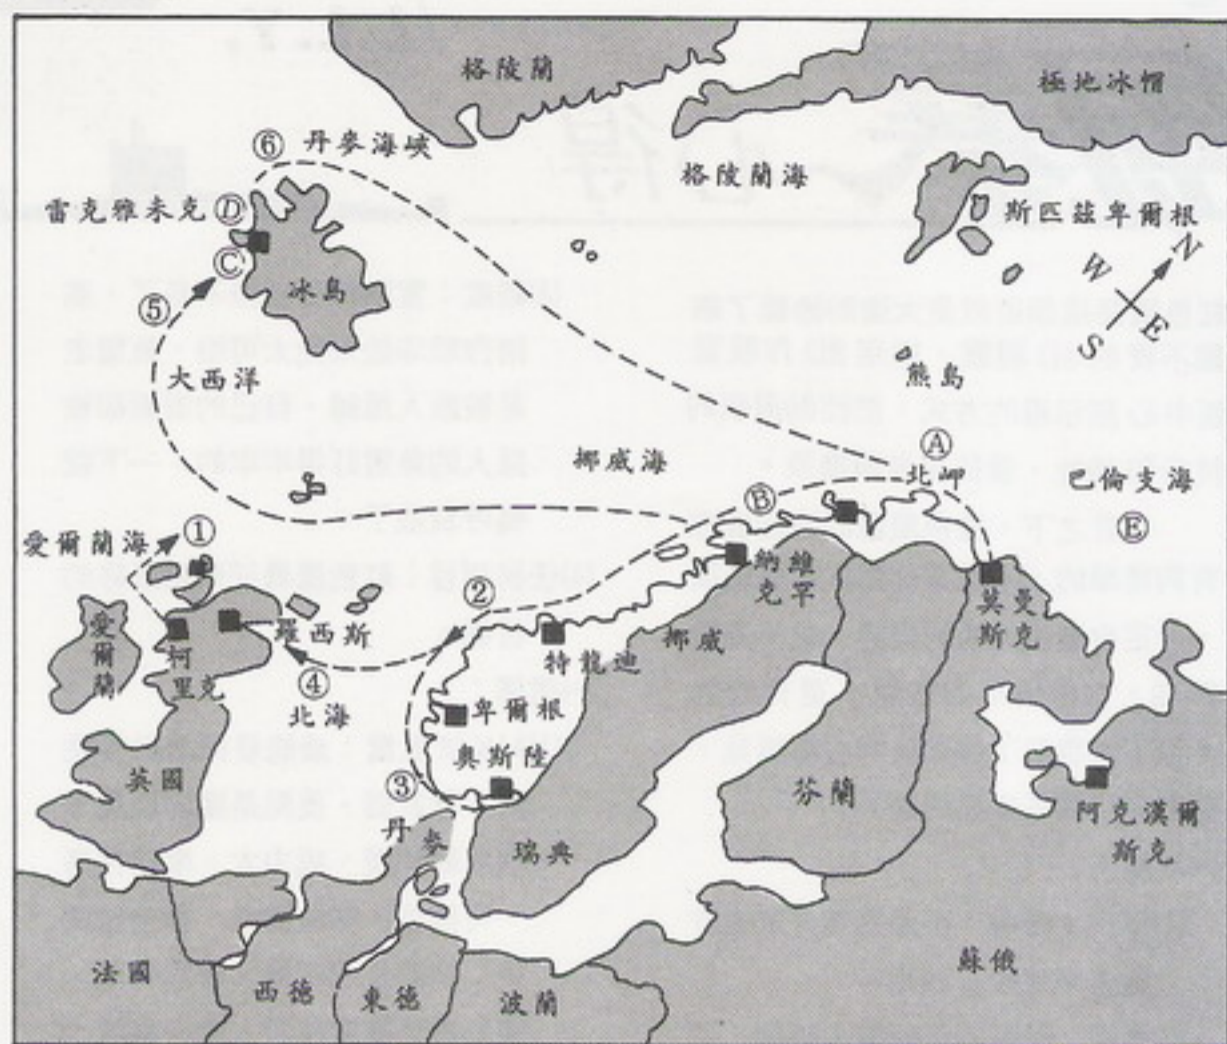 格陵蘭
極地冰帽
⑥ 丹麥海峽
格陵蘭海
雷克雅未克 Ⓓ
斯匹茲卑爾根
Ⓒ
冰島
N
W
E
S
⑤
大西洋
熊島
挪威海
Ⓐ
北岬
巴倫支海
Ⓔ
Ⓑ
①
愛爾蘭海
納維
克罕
②
莫曼
斯克
愛爾蘭
羅西斯
柯
里克
特龍迪
挪威
④
北海
卑爾根
奧斯陸
英國
③
芬蘭
丹麥
瑞典
阿克漢爾
斯克
法國
西德
東德
波蘭
蘇俄